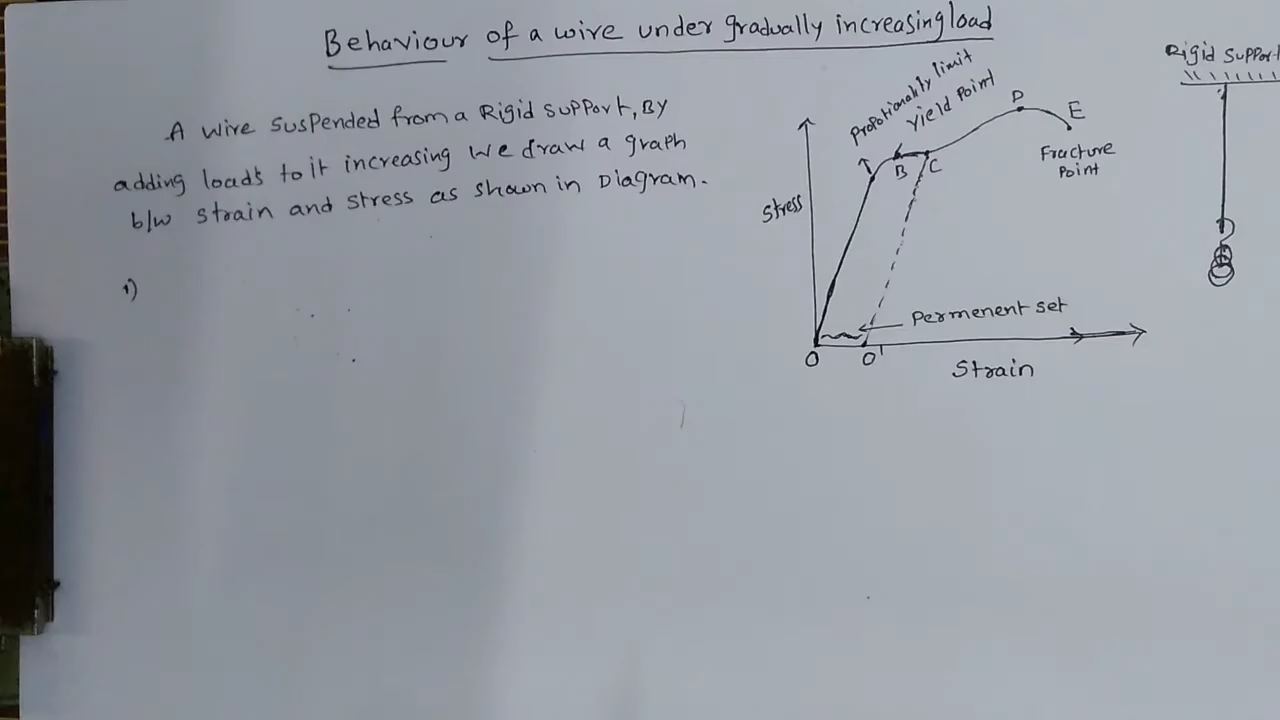 Behaviour of a wire under gradually increasing load
A wire suspended from a Rigid support, By
adding loads to it increasing we draw a graph
b/w strain and stress as shown in Diagram.
1)
Rigid support
Propotionality limit
yield point
D
E
Fracture
Point
B
C
Stress
Permenent set
O
O'
Strain